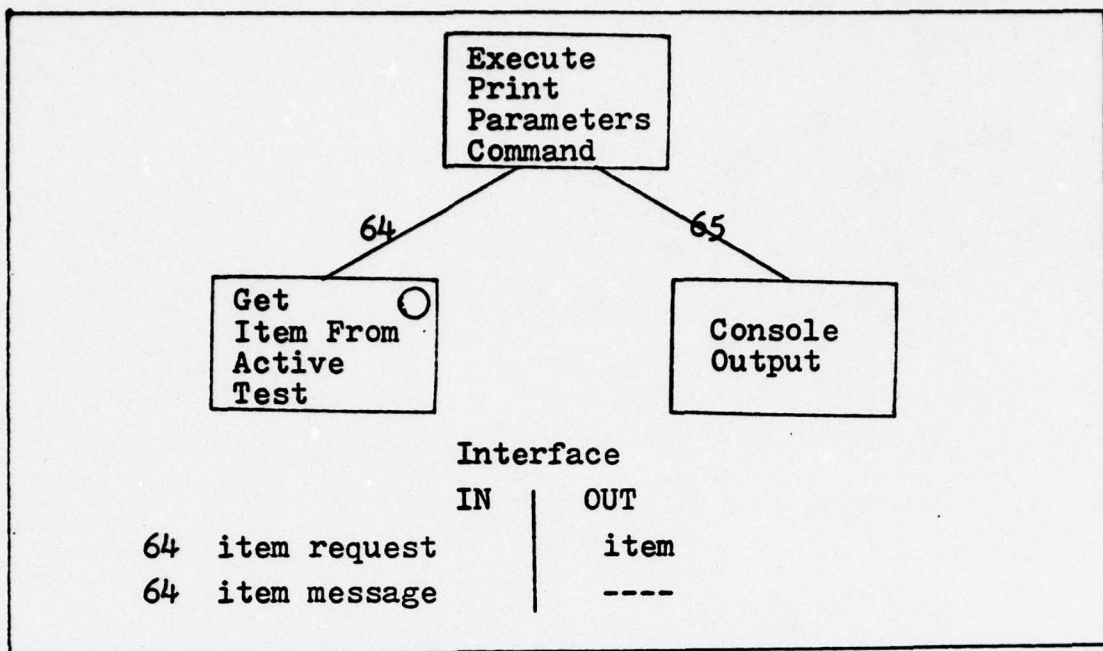 Execute
Print
Parameters
Command
64
65
Get
Item From
Active
Test
Console
Output
Interface
IN OUT
64 item request item
64 item message ----